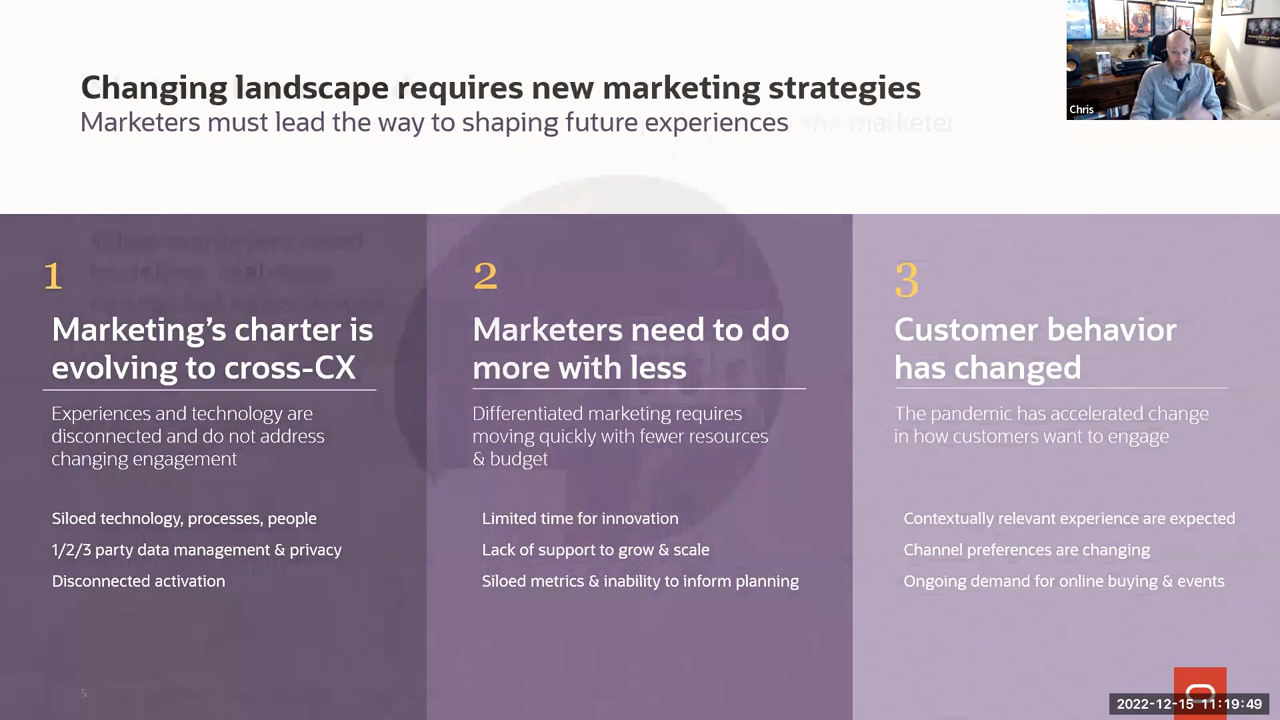 Changing landscape requires new marketing strategies
Marketers must lead the way to shaping future experiences
the marketer
Chris
1
Marketing's charter is
evolving to cross-CX
Experiences and technology are
disconnected and do not address
changing engagement
Siloed technology, processes, people
1/2/3 party data management & privacy
Disconnected activation
2
Marketers need to do
more with less
Differentiated marketing requires
moving quickly with fewer resources
& budget
Limited time for innovation
Lack of support to grow & scale
Siloed metrics & inability to inform planning
3
Customer behavior
has changed
The pandemic has accelerated change
in how customers want to engage
Contextually relevant experience are expected
Channel preferences are changing
Ongoing demand for online buying & events
5
2022-12-15 11:19:49